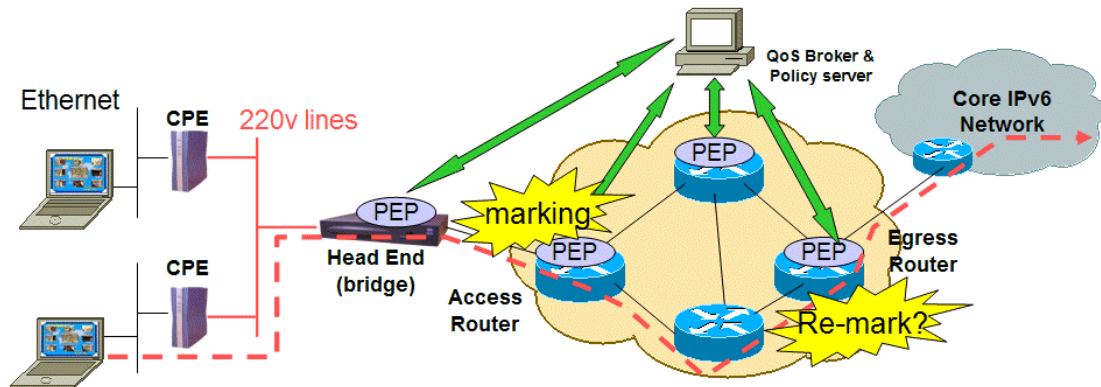 Ethernet
CPE
220v lines
CPE
PEP
Head End
(bridge)
marking
PEP
Access
Router
QoS Broker &
Policy server
PEP
PEP
Egress
Router
Re-mark?
Core IPv6
Network